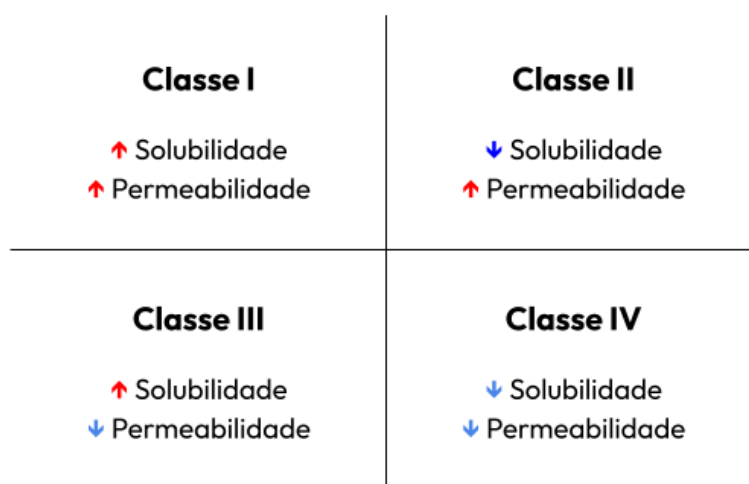 Classe I
↑ Solubilidade
↑ Permeabilidade
Classe II
↓ Solubilidade
↑ Permeabilidade
Classe III
↑ Solubilidade
↓ Permeabilidade
Classe IV
↓ Solubilidade
↓ Permeabilidade